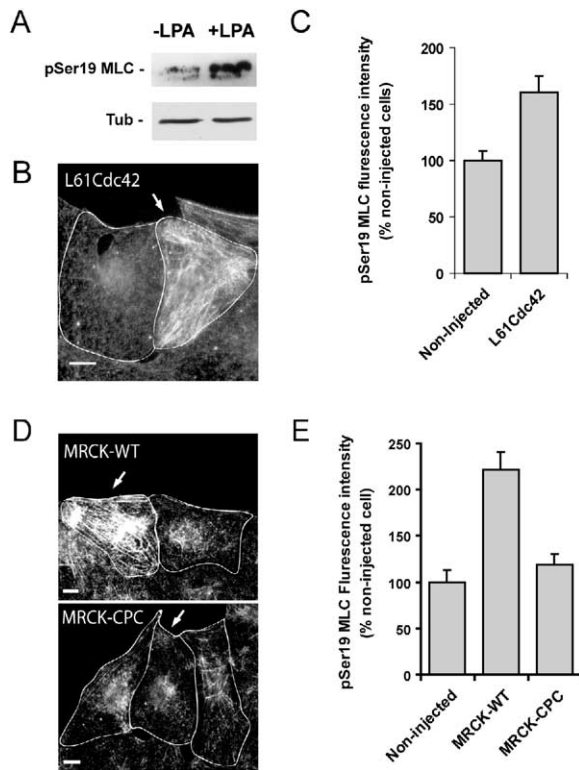 A
-LPA +LPA
pSer19 MLC -
Tub -
B
L61Cdc42
C
pSer19 MLC flurescence intensity
(% non-injected cells)
200
150
100
50
0
Non-Injected
L61Cdc42
D
MRCK-WT
MRCK-CPC
E
pSer19 MLC Flurescence intensity
(% non-injected cell)
250
200
150
100
50
0
Non-injected
MRCK-WT
MRCK-CPC